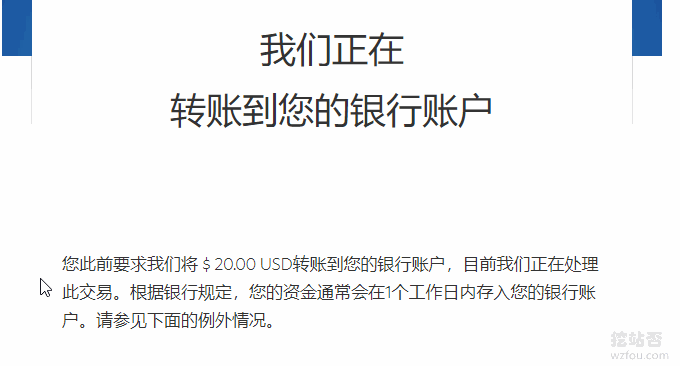 我们正在
转账到您的银行账户
您此前要求我们将 $ 20.00 USD转账到您的银行账户，目前我们正在处理
此交易。根据银行规定，您的资金通常会在1个工作日内存入您的银行账
户。请参见下面的例外情况。
挖站否
wzfou.com